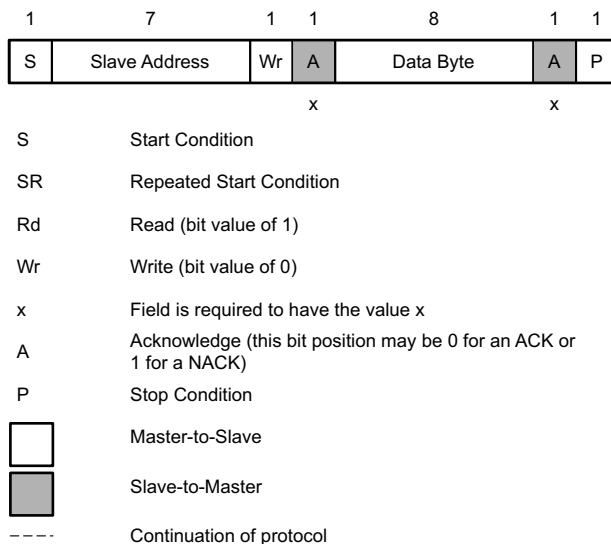 1 7 1 1 8 1 1
S Slave Address Wr A Data Byte A P
x x
S Start Condition
SR Repeated Start Condition
Rd Read (bit value of 1)
Wr Write (bit value of 0)
x Field is required to have the value x
A Acknowledge (this bit position may be 0 for an ACK or
1 for a NACK)
P Stop Condition
Master-to-Slave
Slave-to-Master
Continuation of protocol